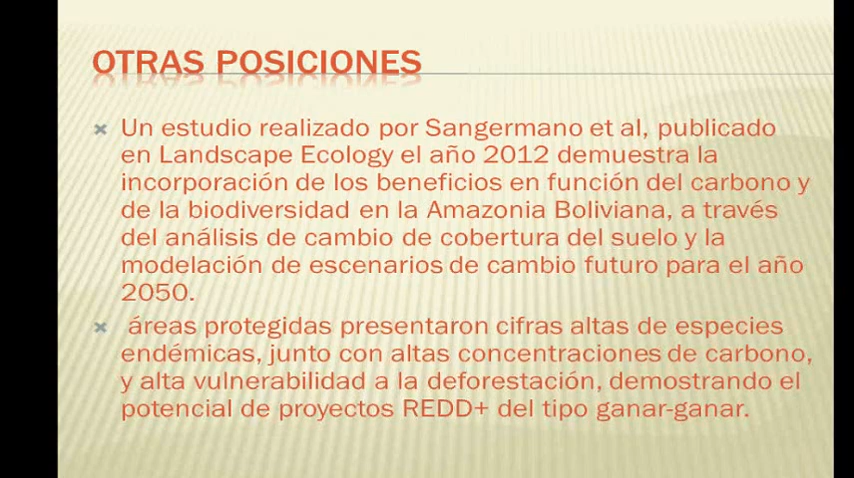 OTRAS POSICIONES
Un estudio realizado por Sangermano et al, publicado
en Landscape Ecology el año 2012 demuestra la
incorporación de los beneficios en función del carbono y
de la biodiversidad en la Amazonia Boliviana, a través
del análisis de cambio de cobertura del suelo y la
modelación de escenarios de cambio futuro para el año
2050.
áreas protegidas presentaron cifras altas de especies
endémicas, junto con altas concentraciones de carbono,
y alta vulnerabilidad a la deforestación, demostrando el
potencial de proyectos REDD+ del tipo ganar-ganar.